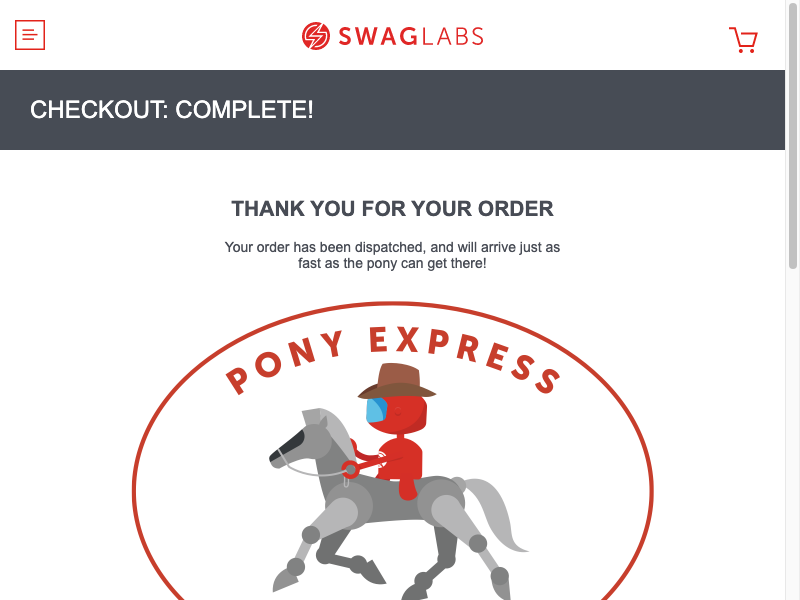 SWAGLABS
CHECKOUT: COMPLETE!
THANK YOU FOR YOUR ORDER
Your order has been dispatched, and will arrive just as
fast as the pony can get there!
PONY EXPRESS